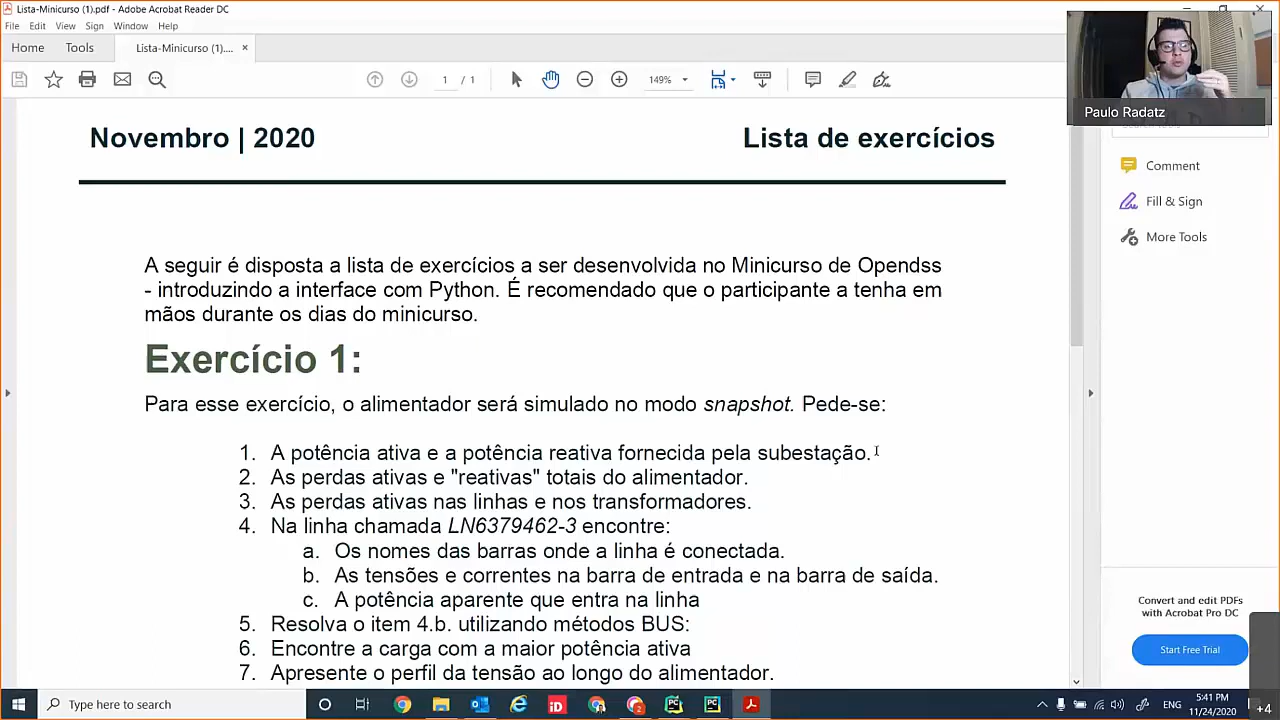 Lista-Minicurso (1).pdf - Adobe Acrobat Reader DC
File Edit View Sign Window Help
Home Tools Lista-Minicurso (1).... ×
1 / 1 149%
Paulo Radatz
Novembro | 2020 Lista de exercícios
Comment
Fill & Sign
More Tools
A seguir é disposta a lista de exercícios a ser desenvolvida no Minicurso de Opendss
- introduzindo a interface com Python. É recomendado que o participante a tenha em
mãos durante os dias do minicurso.
Exercício 1:
Para esse exercício, o alimentador será simulado no modo snapshot. Pede-se:
1. A potência ativa e a potência reativa fornecida pela subestação.
2. As perdas ativas e "reativas" totais do alimentador.
3. As perdas ativas nas linhas e nos transformadores.
4. Na linha chamada LN6379462-3 encontre:
a. Os nomes das barras onde a linha é conectada.
b. As tensões e correntes na barra de entrada e na barra de saída.
c. A potência aparente que entra na linha
5. Resolva o item 4.b. utilizando métodos BUS:
6. Encontre a carga com a maior potência ativa
7. Apresente o perfil da tensão ao longo do alimentador.
Convert and edit PDFs
with Acrobat Pro DC
Start Free Trial
Type here to search
ENG
5:41 PM
11/24/2020
+4